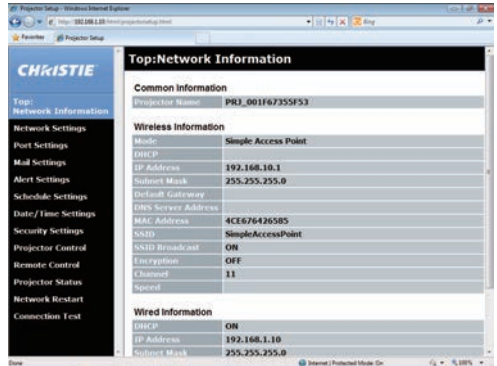 Projector Setup - Windows Internet Explorer
Bing
Favorites
Projector Setup
CHRISTIE
Top:
Network Information
Network Settings
Port Settings
Mail Settings
Alert Settings
Schedule Settings
Date/Time Settings
Security Settings
Projector Control
Remote Control
Projector Status
Network Restart
Connection Test
Top:Network Information
Common Information
Projector Name PRJ_001F67355F53
Wireless Information
Mode Simple Access Point
DHCP
IP Address 192.168.10.1
Subnet Mask 255.255.255.0
Default Gateway
DNS Server Address
MAC Address 4CE676426585
SSID SimpleAccessPoint
SSID Broadcast ON
Encryption OFF
Channel 11
Speed
Wired Information
DHCP ON
IP Address 192.168.1.10
Subnet Mask 255.255.255.0
Done
Internet | Protected Mode: On
100%